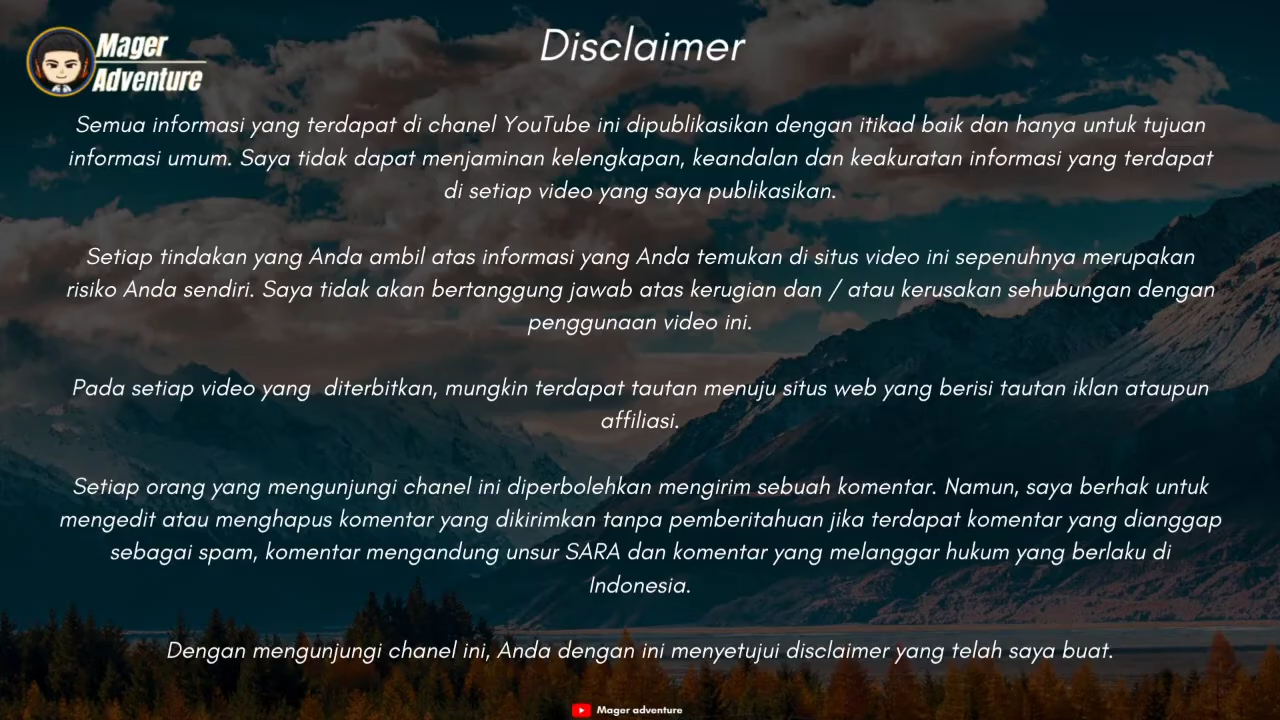 Mager
Adventure
Disclaimer
Semua informasi yang terdapat di chanel YouTube ini dipublikasikan dengan itikad baik dan hanya untuk tujuan
informasi umum. Saya tidak dapat menjaminan kelengkapan, keandalan dan keakuratan informasi yang terdapat
di setiap video yang saya publikasikan.
Setiap tindakan yang Anda ambil atas informasi yang Anda temukan di situs video ini sepenuhnya merupakan
risiko Anda sendiri. Saya tidak akan bertanggung jawab atas kerugian dan / atau kerusakan sehubungan dengan
penggunaan video ini.
Pada setiap video yang  diterbitkan, mungkin terdapat tautan menuju situs web yang berisi tautan iklan ataupun
affiliasi.
Setiap orang yang mengunjungi chanel ini diperbolehkan mengirim sebuah komentar. Namun, saya berhak untuk
mengedit atau menghapus komentar yang dikirimkan tanpa pemberitahuan jika terdapat komentar yang dianggap
sebagai spam, komentar mengandung unsur SARA dan komentar yang melanggar hukum yang berlaku di
Indonesia.
Dengan mengunjungi chanel ini, Anda dengan ini menyetujui disclaimer yang telah saya buat.
Mager adventure